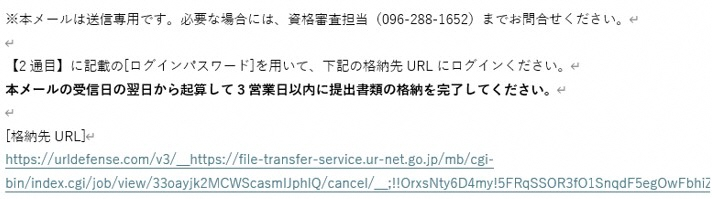 ※本メールは送信専用です。必要な場合には、資格審査担当（096-288-1652）までお問合せください。↵
↵
【2 通目】に記載の[ログインパスワード]を用いて、下記の格納先 URL にログインください。↵
本メールの受信日の翌日から起算して 3 営業日以内に提出書類の格納を完了してください。↵
↵
[格納先 URL]↵
https://urldefense.com/v3/__https://file-transfer-service.ur-net.go.jp/mb/cgi-
bin/index.cgi/job/view/33oayjk2MCWScasmIJphIQ/cancel/__;!!OrxsNty6D4my!5FRqSSOR3fO1SnqdF5egOwFbhiZ